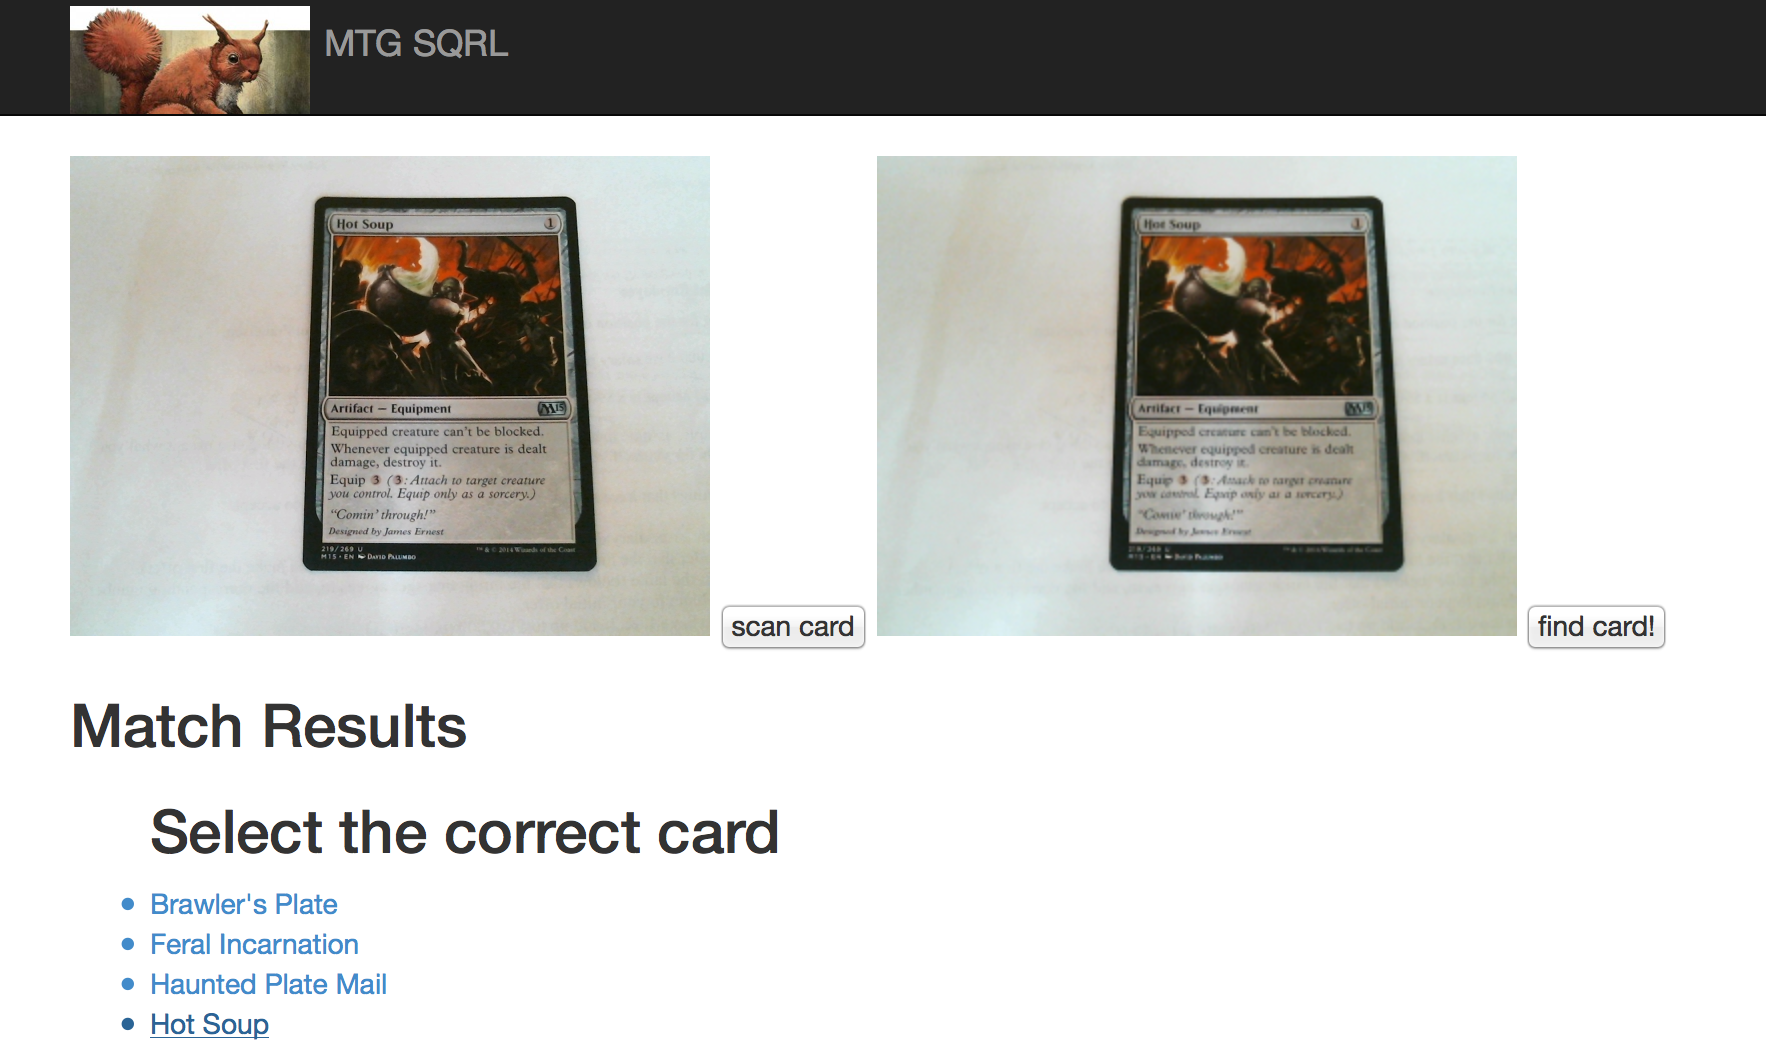 MTG SQRL
Hot Soup 1
Artifact — Equipment M15
Equipped creature can't be blocked.
Whenever equipped creature is dealt
damage, destroy it.
Equip 3 (3: Attach to target creature
you control. Equip only as a sorcery.)
"Comin' through!"
Designed by James Ernest
219/269 U
M15 • EN David Palumbo
™ & © 2014 Wizards of the Coast
scan card
Hot Soup 1
Artifact — Equipment M15
Equipped creature can't be blocked.
Whenever equipped creature is dealt
damage, destroy it.
Equip 3 (3: Attach to target creature
you control. Equip only as a sorcery.)
"Comin' through!"
Designed by James Ernest
find card!
Match Results
Select the correct card
Brawler's Plate
Feral Incarnation
Haunted Plate Mail
Hot Soup